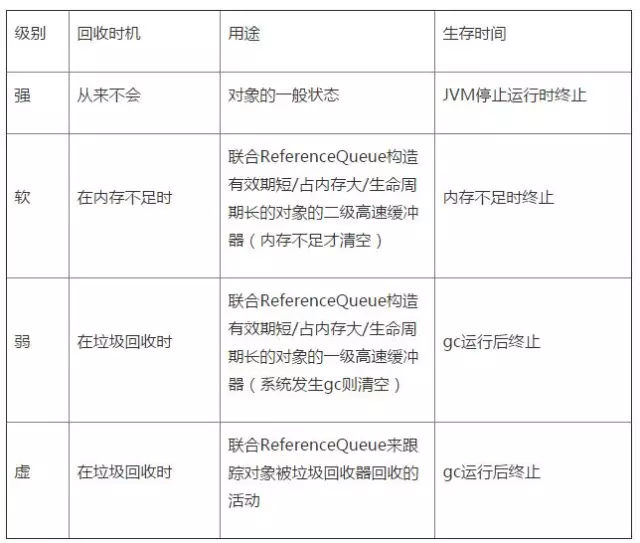 级别 回收时机 用途 生存时间
强 从来不会 对象的一般状态 JVM停止运行时终止
软 在内存不足时 联合ReferenceQueue构造
有效期短/占内存大/生命周
期长的对象的二级高速缓冲
器（内存不足才清空） 内存不足时终止
弱 在垃圾回收时 联合ReferenceQueue构造
有效期短/占内存大/生命周
期长的对象的一级高速缓冲
器（系统发生gc则清空） gc运行后终止
虚 在垃圾回收时 联合ReferenceQueue来跟
踪对象被垃圾回收器回收的
活动 gc运行后终止